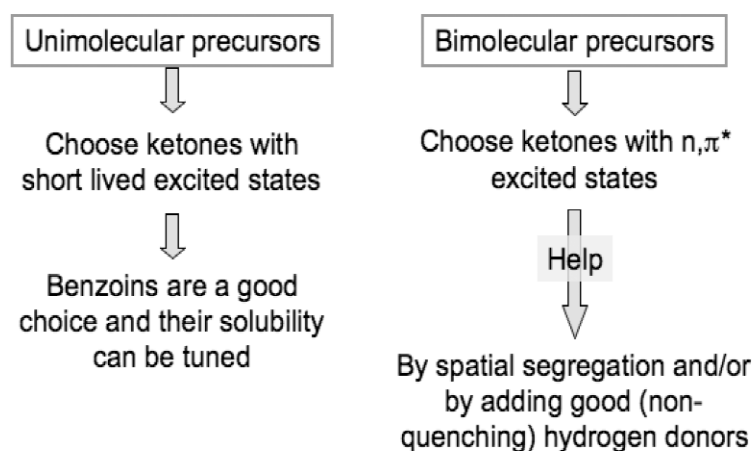 Unimolecular precursors
Choose ketones with
short lived excited states
Benzoins are a good
choice and their solubility
can be tuned
Bimolecular precursors
Choose ketones with n,π*
excited states
Help
By spatial segregation and/or
by adding good (non-
quenching) hydrogen donors